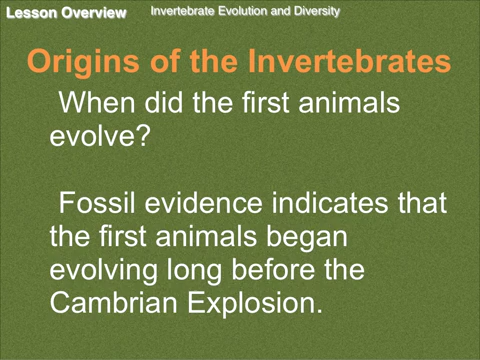 Lesson Overview Invertebrate Evolution and Diversity
Origins of the Invertebrates
When did the first animals
evolve?
Fossil evidence indicates that
the first animals began
evolving long before the
Cambrian Explosion.